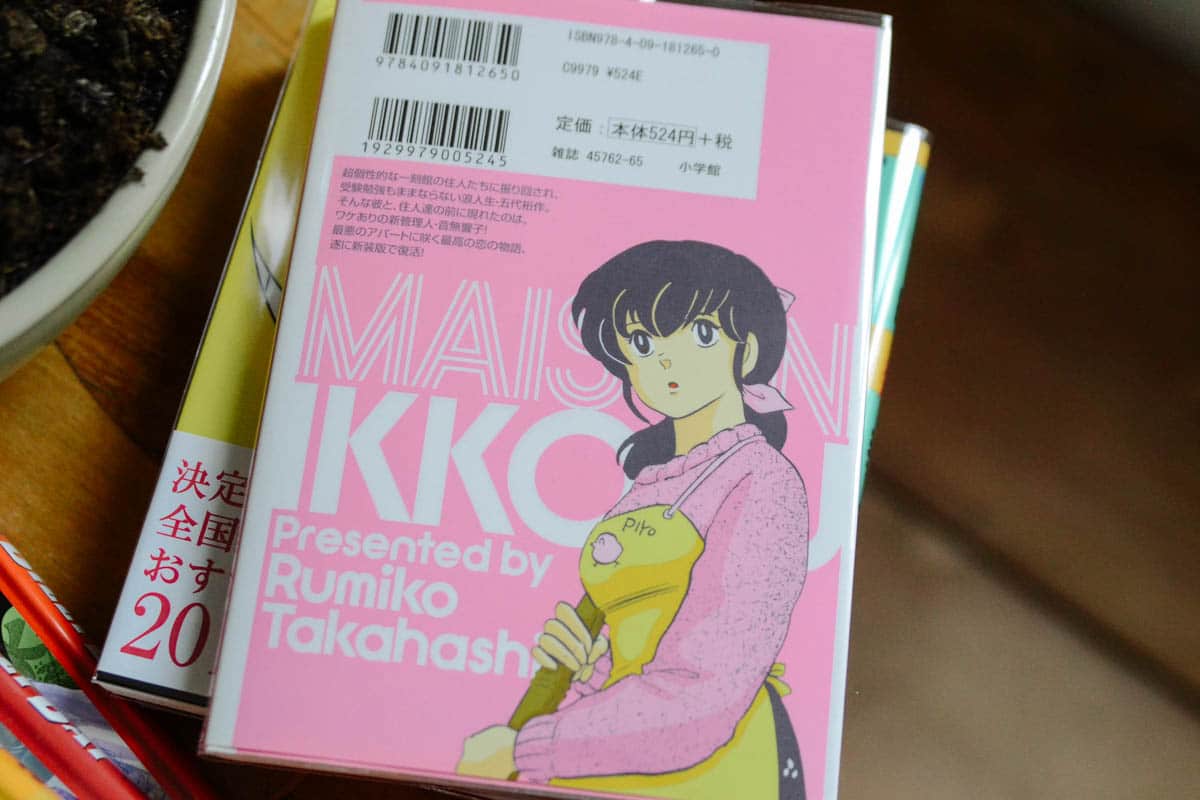 9784091812650
ISBN978-4-09-181265-0
C9979 ¥524E
1929979005245
定価:本体524円+税
雑誌 45762-65 小学館
超個性的な一刻館の住人たちに振り回され、
受験勉強もままならない浪人生・五代裕作。
そんな彼と、住人達の前に現れたのは、
ワケありの新管理人・音無響子!
最悪のアパートに咲く最高の恋の物語、
遂に新装版で復活!
MAISON
IKKOU
Presented by
Rumiko
Takahashi
piyo
決定
全国
おす
20